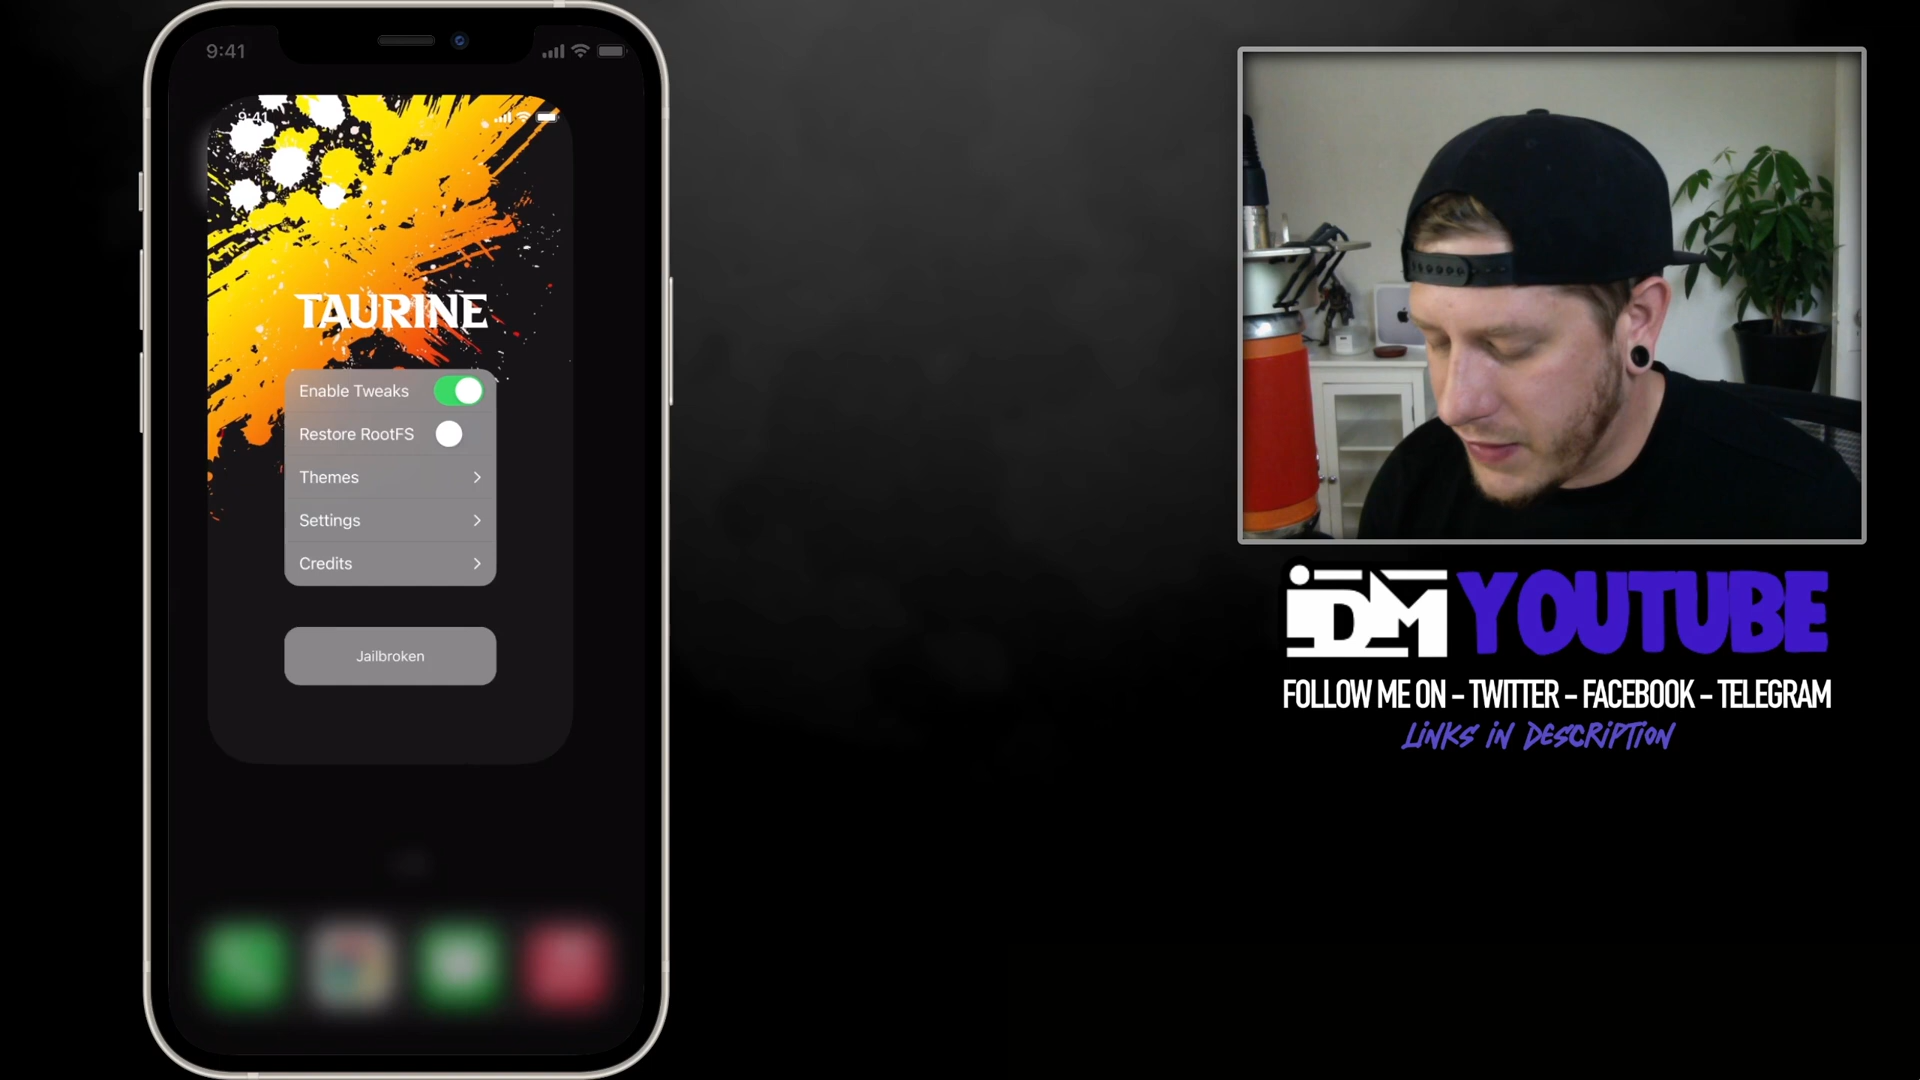 9:41
9:41
TAURINE
Enable Tweaks
Restore RootFS
Themes
Settings
Credits
Jailbroken
iDM YOUTUBE
FOLLOW ME ON - TWITTER - FACEBOOK - TELEGRAM
LiNKS iN DESCRiPTiON